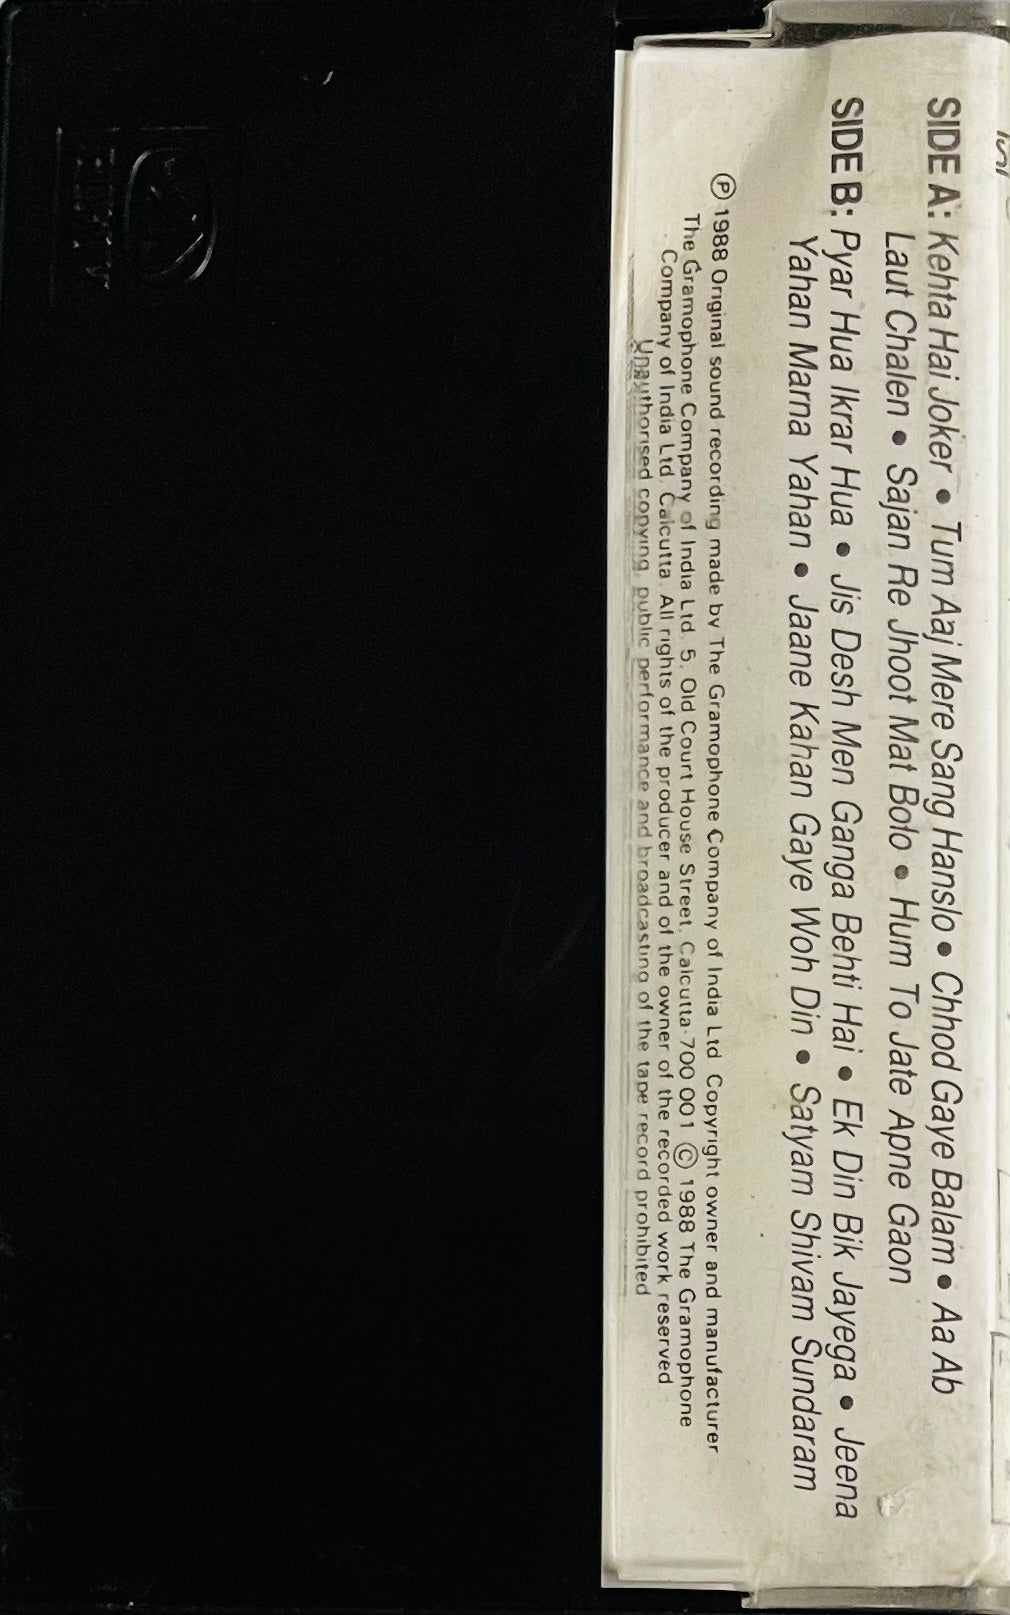 SIDE A: Kehta Hai Joker • Tum Aaj Mere Sang Hanslo • Chhod Gaye Balam • Aa Ab
Laut Chalen • Sajan Re Jhoot Mat Bolo • Hum To Jate Apne Gaon
SIDE B: Pyar Hua Ikrar Hua • Jis Desh Men Ganga Behti Hai • Ek Din Bik Jayega • Jeena
Yahan Marna Yahan • Jaane Kahan Gaye Woh Din • Satyam Shivam Sundaram
℗ 1988 Original sound recording made by The Gramophone Company of India Ltd Copyright owner and manufacturer
The Gramophone Company of India Ltd. 5, Old Court House Street, Calcutta-700 001 © 1988 The Gramophone
Company of India Ltd. Calcutta. All rights of the producer and of the owner of the recorded work reserved
Unauthorised copying, public performance and broadcasting of the tape record prohibited